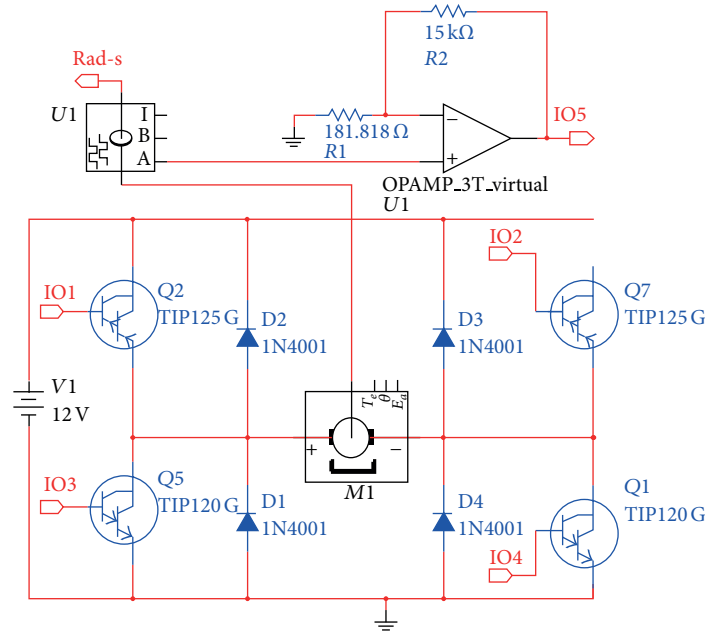 15 kΩ
R2
Rad-s
U1
I
B
A
181.818 Ω
R1
−
+
IO5
OPAMP_3T_virtual
U1
IO1
Q2
TIP125 G
D2
1N4001
D3
1N4001
IO2
Q7
TIP125 G
V1
12 V
Te
θ
Ea
+
−
M1
IO3
Q5
TIP120 G
D1
1N4001
D4
1N4001
IO4
Q1
TIP120 G